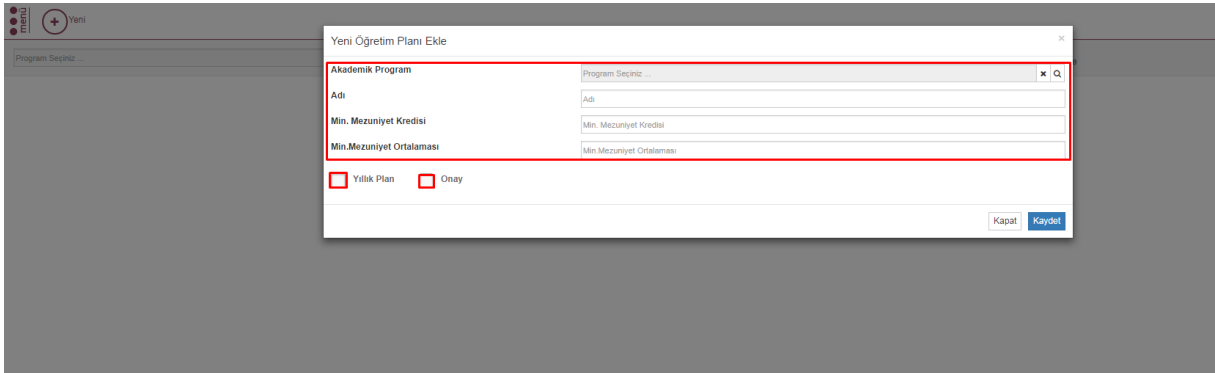 menü
Yeni
Program Seçiniz ...
Yeni Öğretim Planı Ekle
×
Akademik Program
Program Seçiniz ...
Adı
Adı
Min. Mezuniyet Kredisi
Min. Mezuniyet Kredisi
Min.Mezuniyet Ortalaması
Min.Mezuniyet Ortalaması
Yıllık Plan
Onay
Kapat
Kaydet